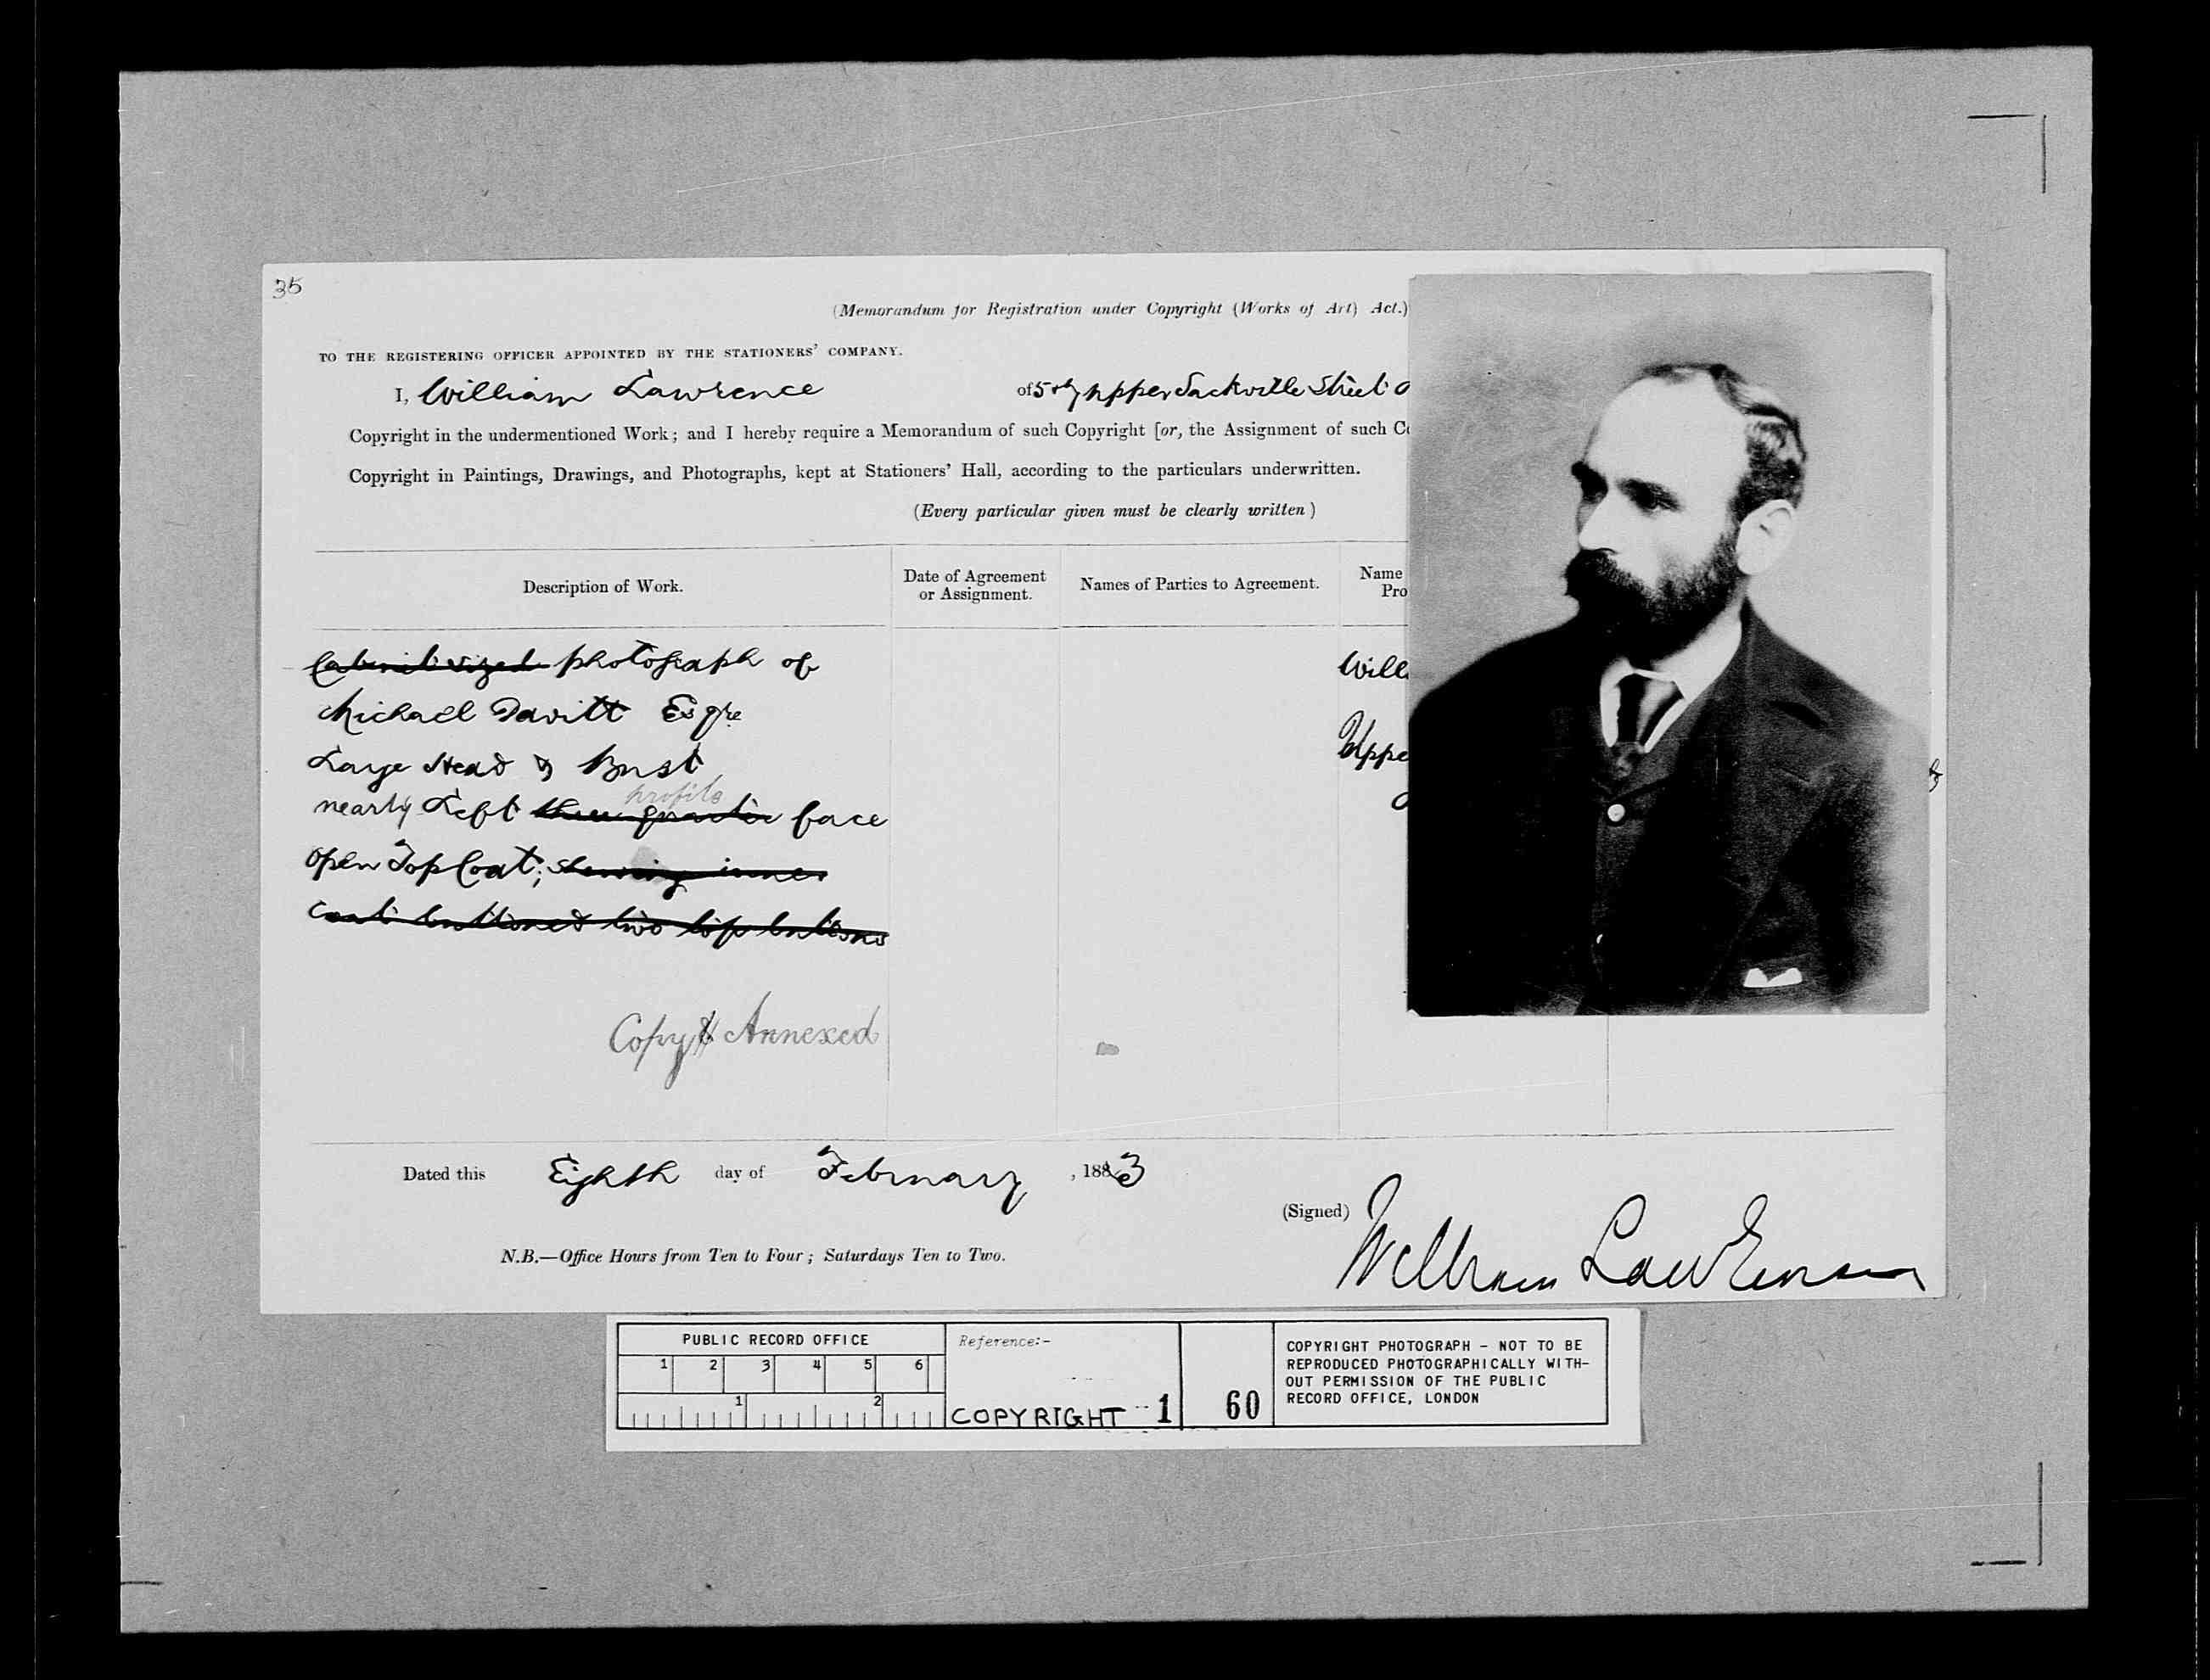 35
(Memorandum for Registration under Copyright (Works of Art) Act.)
TO THE REGISTERING OFFICER APPOINTED BY THE STATIONERS' COMPANY.
I, William Lawrence of 5 & 7 Upper Sackville Street
Copyright in the undermentioned Work; and I hereby require a Memorandum of such Copyright [or, the Assignment of such Co
Copyright in Paintings, Drawings, and Photographs, kept at Stationers' Hall, according to the particulars underwritten.
(Every particular given must be clearly written)
Description of Work.
Date of Agreement or Assignment.
Names of Parties to Agreement.
Name
Pro
Cabinet sized photograph of
Michael Davitt Esqre
Large Head & Bust
profile
nearly Left three quarter face
open Top Coat; showing inner
Coat buttoned two top buttons
Will
Uppe
Copy Annexed
Dated this Eighth day of February, 1883
(Signed) William Lawrence
N.B.—Office Hours from Ten to Four; Saturdays Ten to Two.
PUBLIC RECORD OFFICE
1 2 3 4 5 6
1 2
Reference:-
COPYRIGHT 1 60
COPYRIGHT PHOTOGRAPH - NOT TO BE
REPRODUCED PHOTOGRAPHICALLY WITH-
OUT PERMISSION OF THE PUBLIC
RECORD OFFICE, LONDON